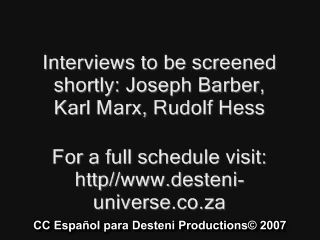 Interviews to be screened
shortly: Joseph Barber,
Karl Marx, Rudolf Hess
For a full schedule visit:
http//www.desteni-
universe.co.za
CC Español para Desteni Productions© 2007